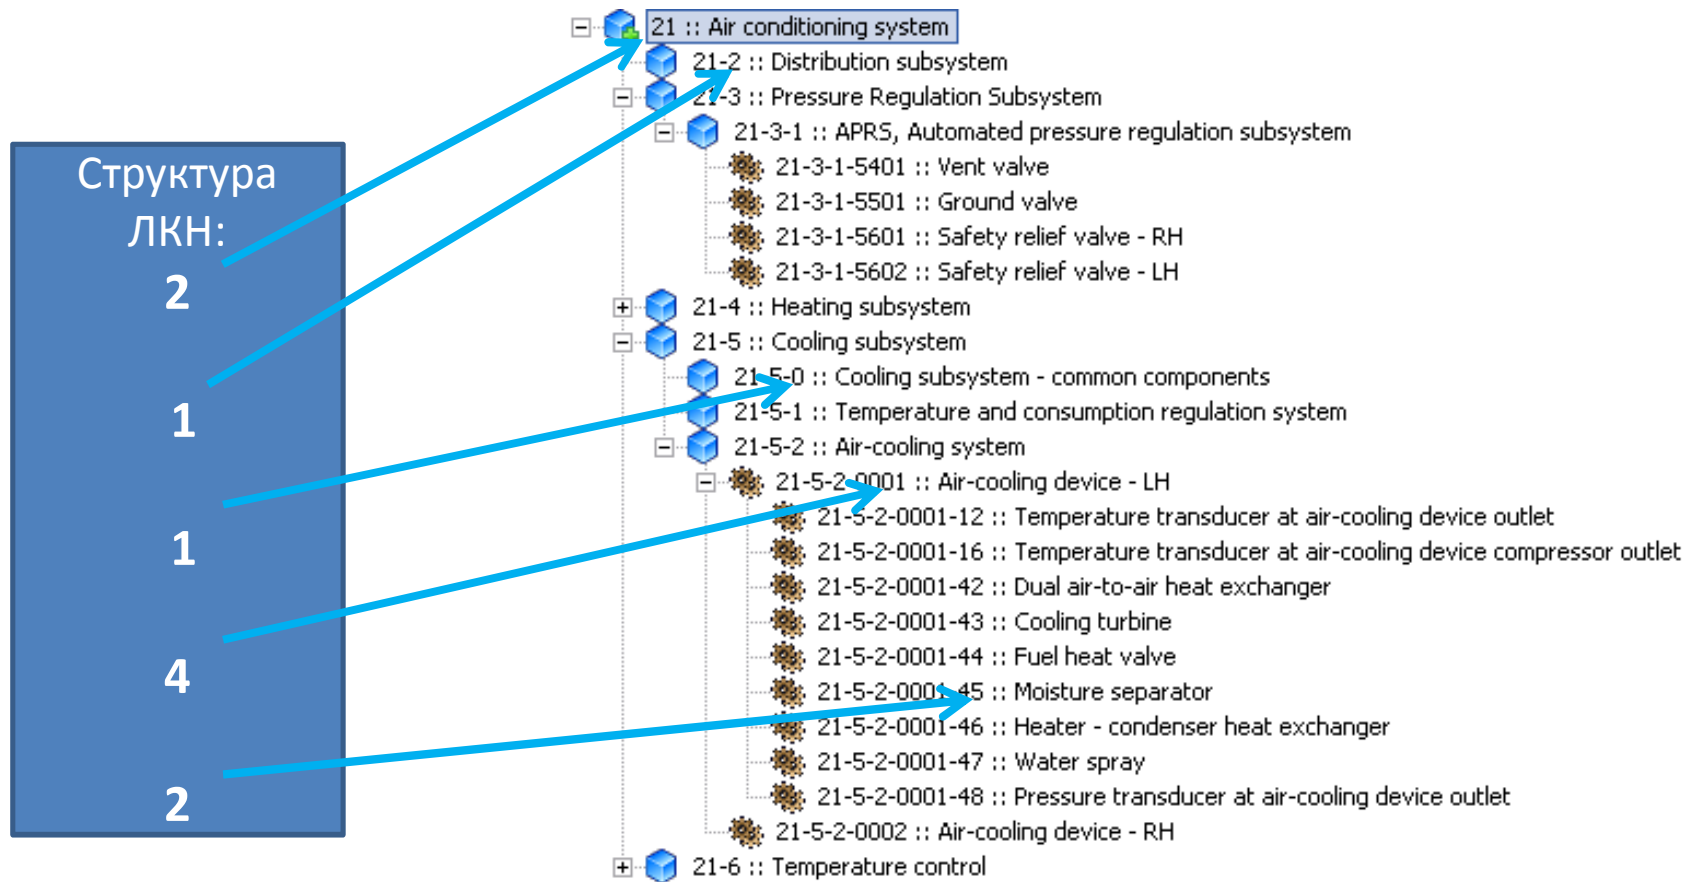 Структура
ЛКН:
2
1
1
4
2
21 :: Air conditioning system
21-2 :: Distribution subsystem
21-3 :: Pressure Regulation Subsystem
21-3-1 :: APRS, Automated pressure regulation subsystem
21-3-1-5401 :: Vent valve
21-3-1-5501 :: Ground valve
21-3-1-5601 :: Safety relief valve - RH
21-3-1-5602 :: Safety relief valve - LH
21-4 :: Heating subsystem
21-5 :: Cooling subsystem
21-5-0 :: Cooling subsystem - common components
21-5-1 :: Temperature and consumption regulation system
21-5-2 :: Air-cooling system
21-5-2-0001 :: Air-cooling device - LH
21-5-2-0001-12 :: Temperature transducer at air-cooling device outlet
21-5-2-0001-16 :: Temperature transducer at air-cooling device compressor outlet
21-5-2-0001-42 :: Dual air-to-air heat exchanger
21-5-2-0001-43 :: Cooling turbine
21-5-2-0001-44 :: Fuel heat valve
21-5-2-0001-45 :: Moisture separator
21-5-2-0001-46 :: Heater - condenser heat exchanger
21-5-2-0001-47 :: Water spray
21-5-2-0001-48 :: Pressure transducer at air-cooling device outlet
21-5-2-0002 :: Air-cooling device - RH
21-6 :: Temperature control